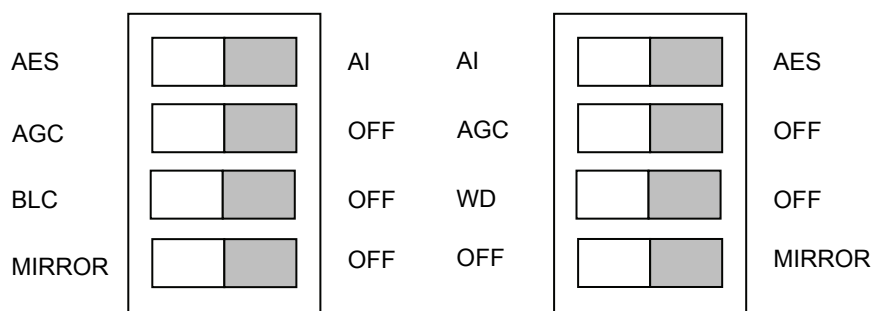 AES AI AI AES
AGC OFF AGC OFF
BLC OFF WD OFF
MIRROR OFF OFF MIRROR